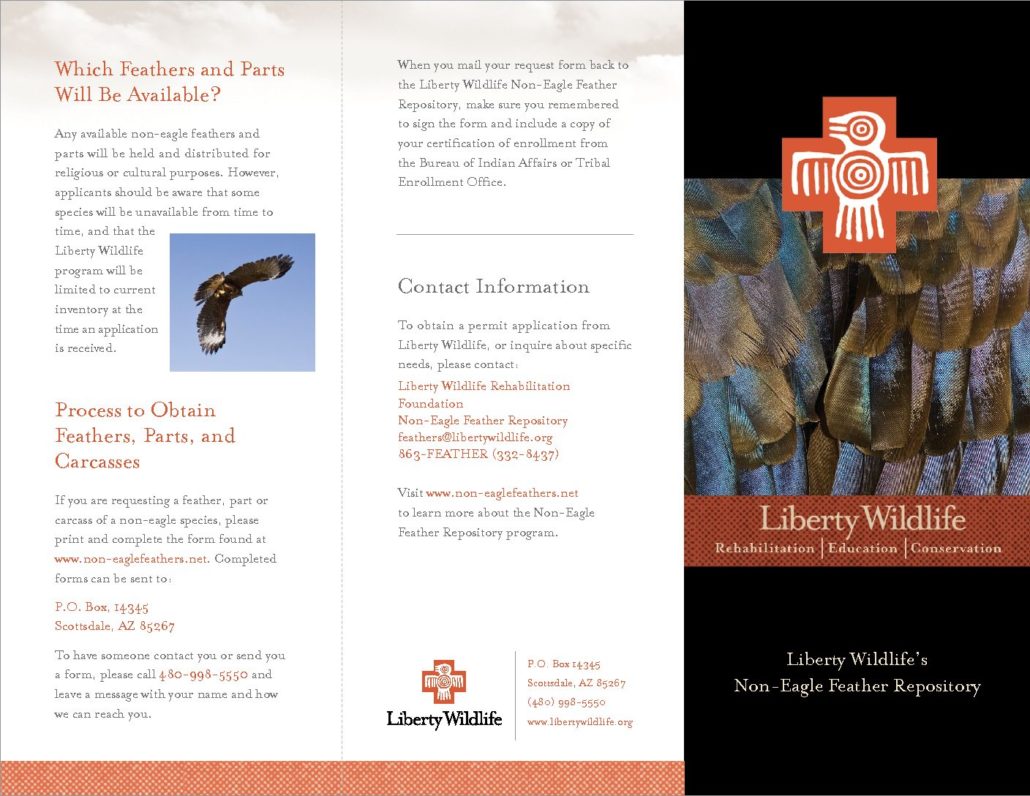 Which Feathers and Parts
Will Be Available?
Any available non-eagle feathers and
parts will be held and distributed for
religious or cultural purposes. However,
applicants should be aware that some
species will be unavailable from time to
time, and that the
Liberty Wildlife
program will be
limited to current
inventory at the
time an application
is received.
Process to Obtain
Feathers, Parts, and
Carcasses
If you are requesting a feather, part or
carcass of a non-eagle species, please
print and complete the form found at
www.non-eaglefeathers.net. Completed
forms can be sent to:
P.O. Box, 14345
Scottsdale, AZ 85267
To have someone contact you or send you
a form, please call 480-998-5550 and
leave a message with your name and how
we can reach you.
When you mail your request form back to
the Liberty Wildlife Non-Eagle Feather
Repository, make sure you remembered
to sign the form and include a copy of
your certification of enrollment from
the Bureau of Indian Affairs or Tribal
Enrollment Office.
Contact Information
To obtain a permit application from
Liberty Wildlife, or inquire about specific
needs, please contact:
Liberty Wildlife Rehabilitation
Foundation
Non-Eagle Feather Repository
feathers@libertywildlife.org
863-FEATHER (332-8437)
Visit www.non-eaglefeathers.net
to learn more about the Non-Eagle
Feather Repository program.
Liberty Wildlife
P.O. Box 14345
Scottsdale, AZ 85267
(480) 998-5550
www.libertywildlife.org
Liberty Wildlife
Rehabilitation | Education | Conservation
Liberty Wildlife's
Non-Eagle Feather Repository